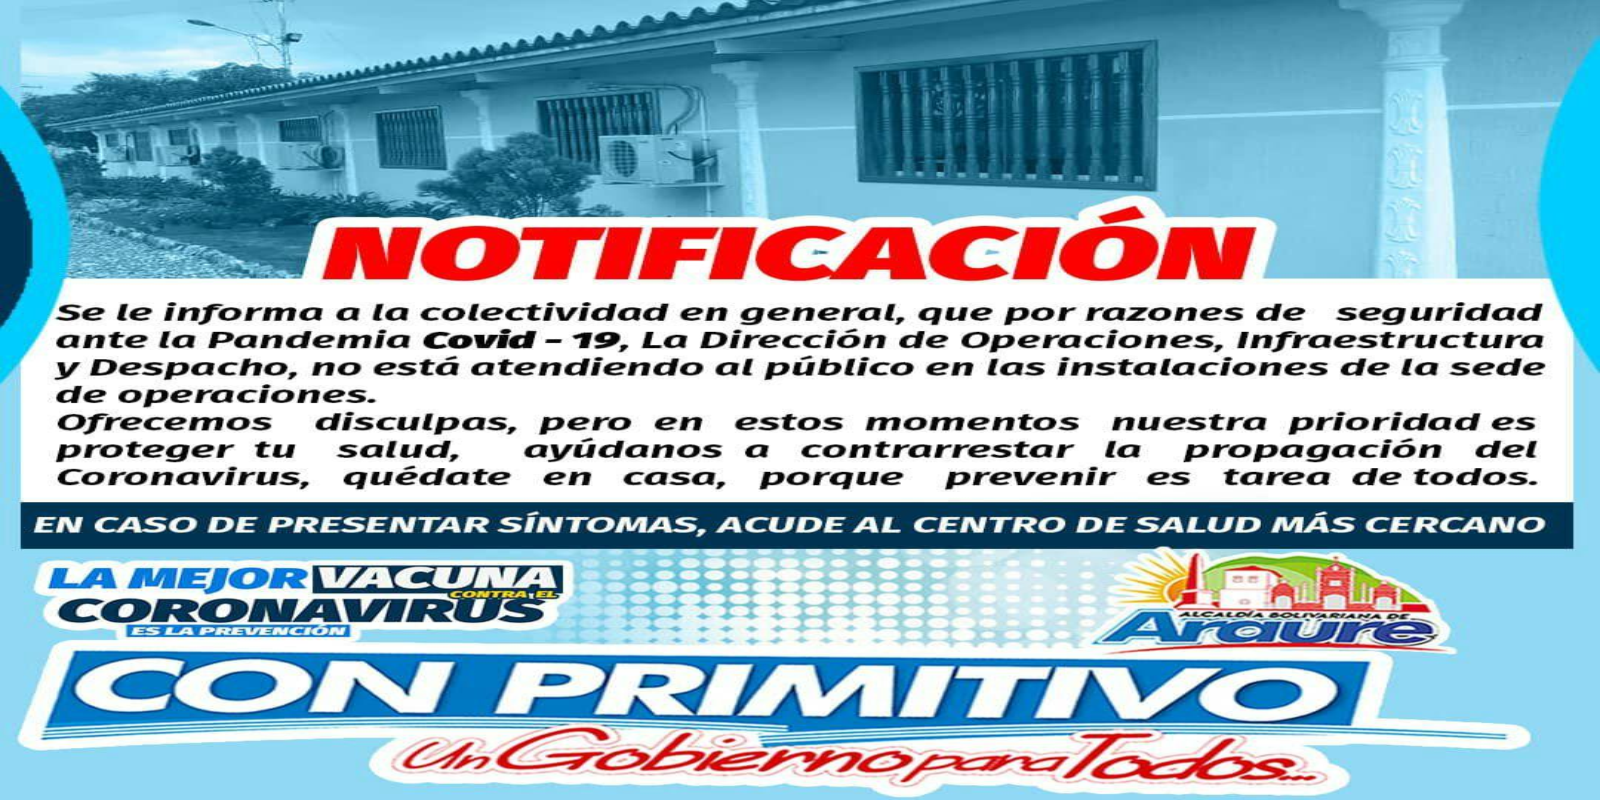 NOTIFICACIÓN
Se le informa a la colectividad en general, que por razones de seguridad
ante la Pandemia Covid - 19, La Dirección de Operaciones, Infraestructura
y Despacho, no está atendiendo al público en las instalaciones de la sede
de operaciones.
Ofrecemos disculpas, pero en estos momentos nuestra prioridad es
proteger tu salud, ayúdanos a contrarrestar la propagación del
Coronavirus, quédate en casa, porque prevenir es tarea de todos.
EN CASO DE PRESENTAR SÍNTOMAS, ACUDE AL CENTRO DE SALUD MÁS CERCANO
LA MEJOR VACUNA
CONTRA EL
CORONAVIRUS
ES LA PREVENCIÓN
ALCALDÍA BOLIVARIANA DE
Araure
CON PRIMITIVO
Un Gobierno para Todos...